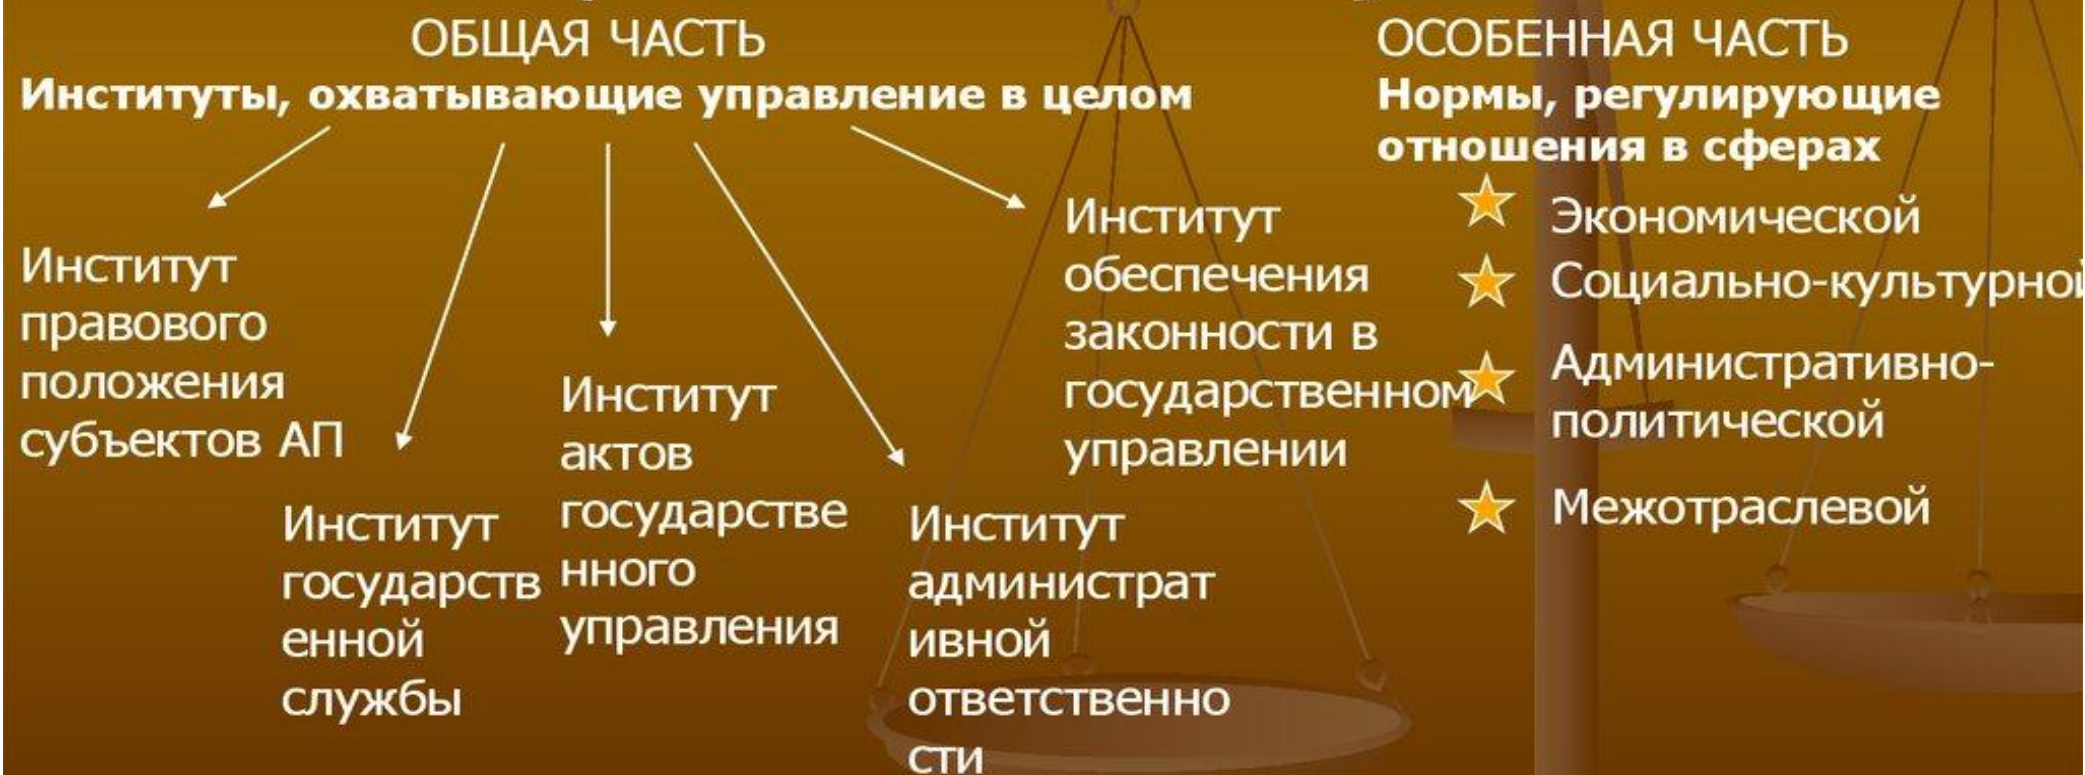 ОБЩАЯ ЧАСТЬ
Институты, охватывающие управление в целом
Институт
правового
положения
субъектов АП
Институт
государств
енной
службы
Институт
актов
государстве
нного
управления
Институт
администрат
ивной
ответственно
сти
Институт
обеспечения
законности в
государственном
управлении
ОСОБЕННАЯ ЧАСТЬ
Нормы, регулирующие
отношения в сферах
Экономической
Социально-культурной
Административно-
политической
Межотраслевой